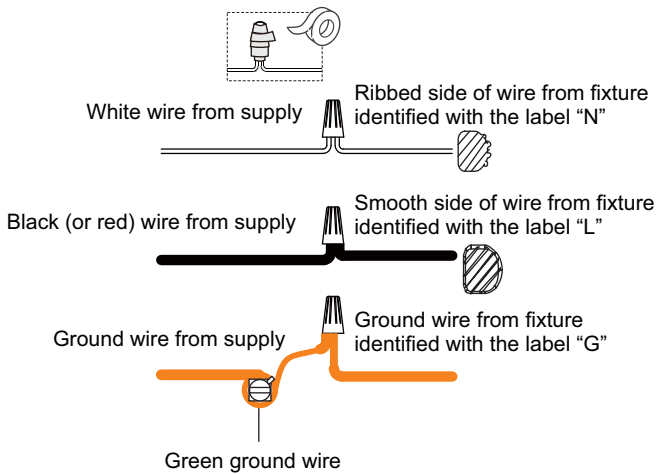 White wire from supply
Ribbed side of wire from fixture
identified with the label “N”
Black (or red) wire from supply
Smooth side of wire from fixture
identified with the label “L”
Ground wire from supply
Ground wire from fixture
identified with the label “G”
Green ground wire